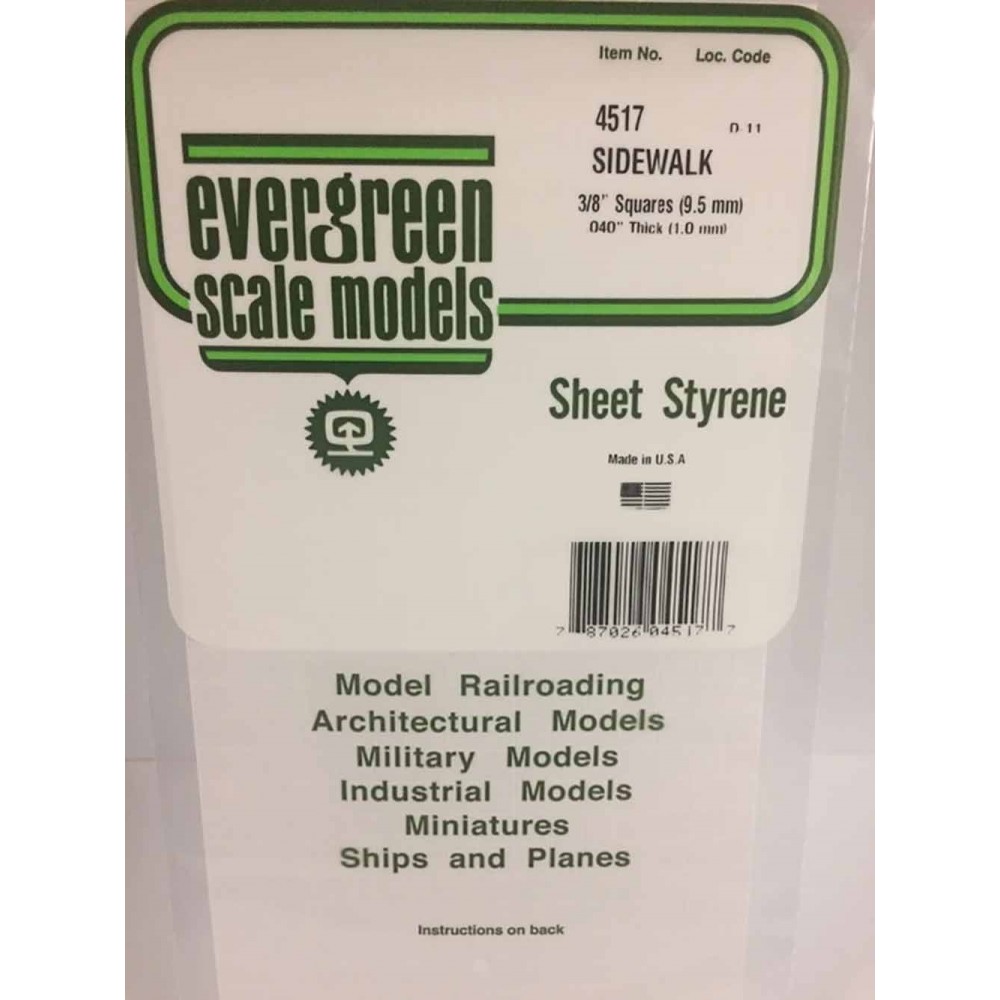 Item No. Loc. Code
4517 D-11
SIDEWALK
3/8" Squares (9.5 mm)
.040" Thick (1.0 mm)
evergreen
scale models
Sheet Styrene
Made in U.S.A
7 87026 04517 7
Model Railroading
Architectural Models
Military Models
Industrial Models
Miniatures
Ships and Planes
Instructions on back